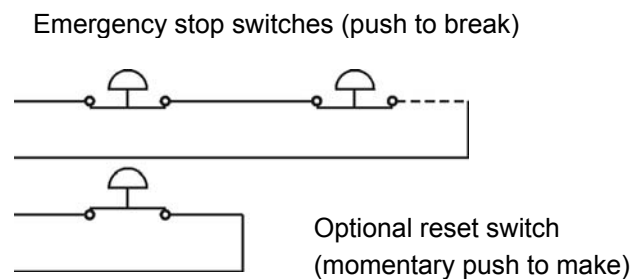 Emergency stop switches (push to break)
Optional reset switch
(momentary push to make)